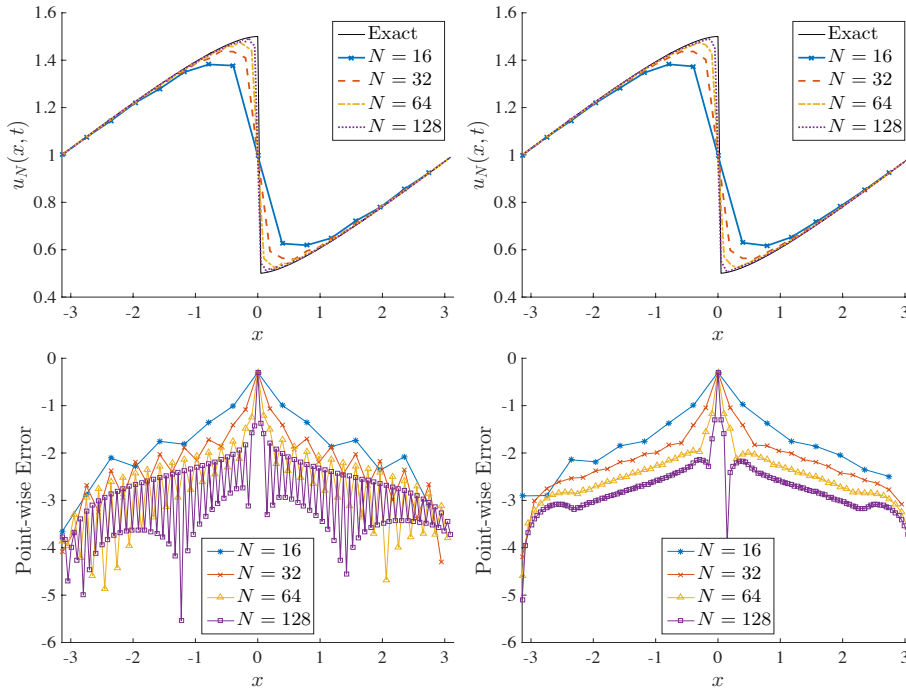 1.6
1.4
1.2
1
0.8
0.6
0.4
-3 -2 -1 0 1 2 3
x
u_N(x, t)
Exact
N = 16
N = 32
N = 64
N = 128
1.6
1.4
1.2
1
0.8
0.6
0.4
-3 -2 -1 0 1 2 3
x
u_N(x, t)
Exact
N = 16
N = 32
N = 64
N = 128
0
-1
-2
-3
-4
-5
-6
-3 -2 -1 0 1 2 3
x
Point-wise Error
N = 16
N = 32
N = 64
N = 128
0
-1
-2
-3
-4
-5
-6
-3 -2 -1 0 1 2 3
x
Point-wise Error
N = 16
N = 32
N = 64
N = 128